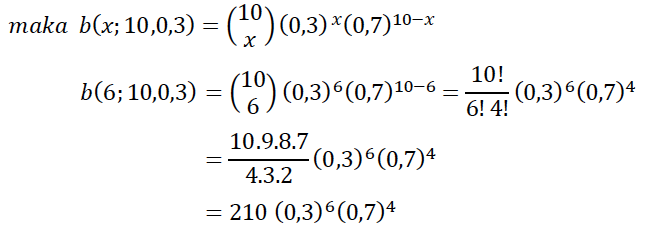 maka b(x; 10,0,3) = (10 x) (0,3)ˣ(0,7)¹⁰⁻ˣ
b(6; 10,0,3) = (10 6) (0,3)⁶(0,7)¹⁰⁻⁶ = 10!/6! 4! (0,3)⁶(0,7)⁴
= 10.9.8.7/4.3.2 (0,3)⁶(0,7)⁴
= 210 (0,3)⁶(0,7)⁴